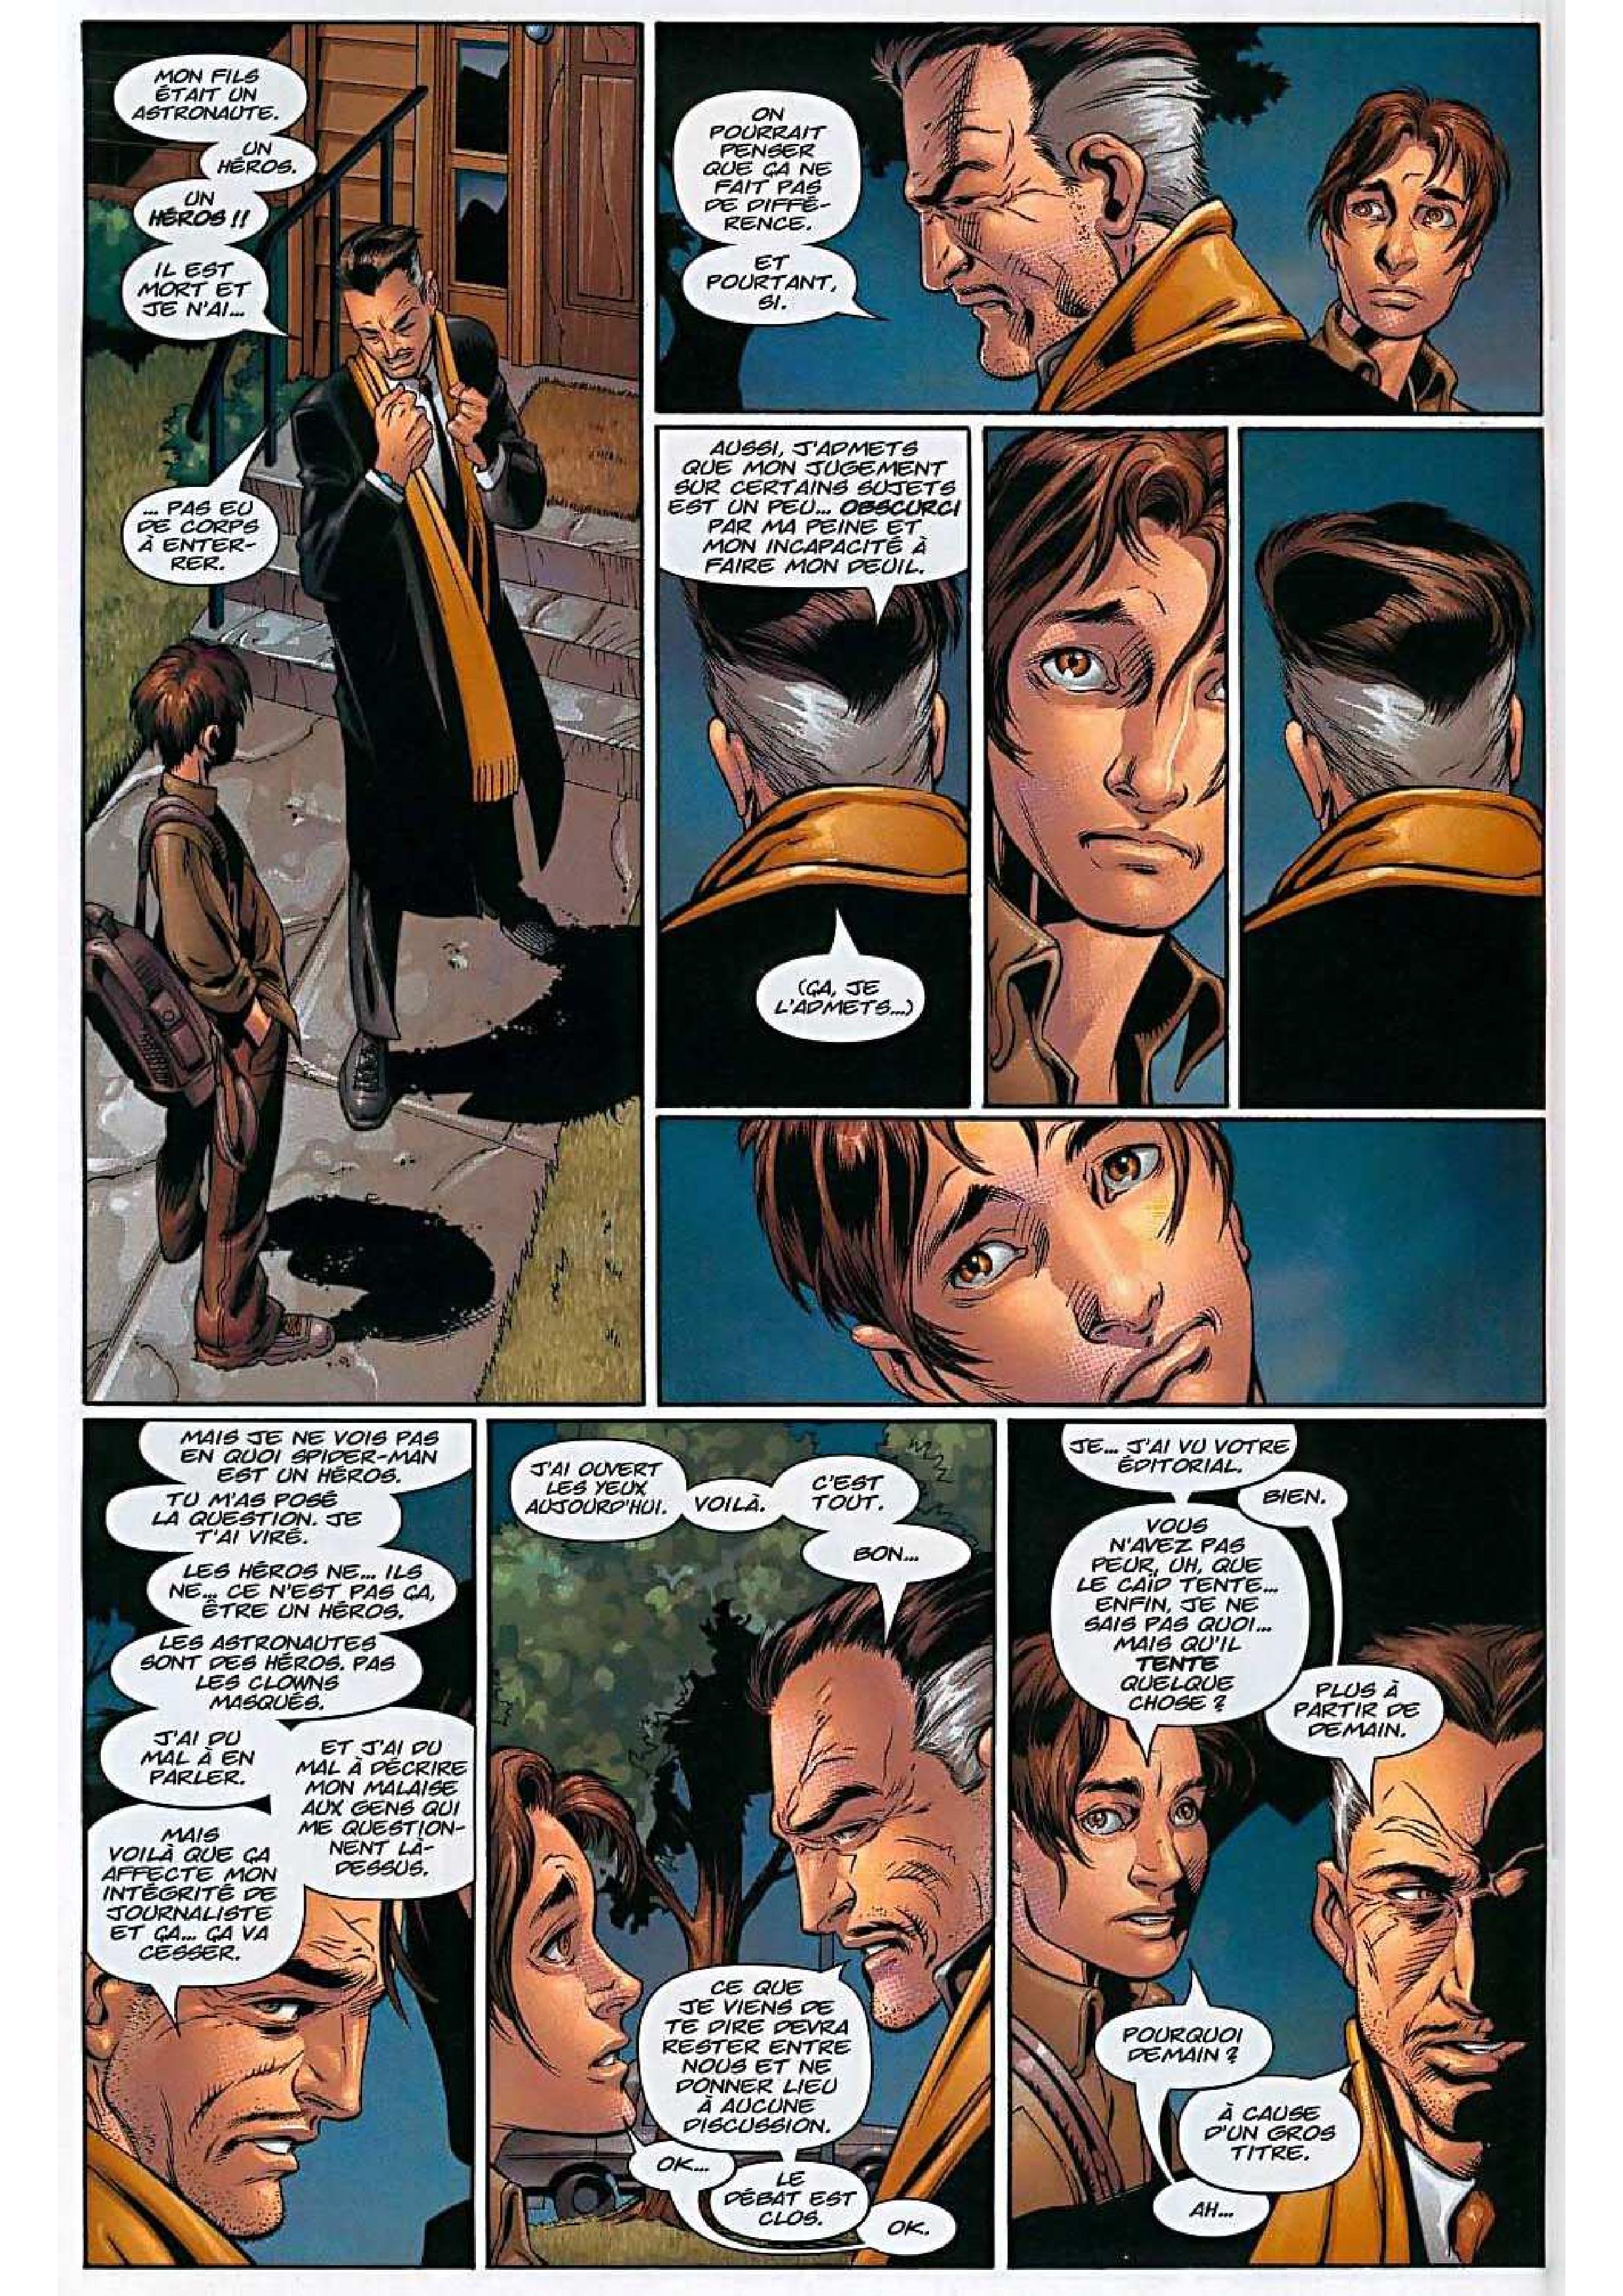 MON FILS
ÉTAIT UN
ASTRONAUTE.
UN
HÉROS.
UN
HÉROS !!
IL EST
MORT ET
JE N'AI...
... PAS EU
DE CORPS
À ENTER-
RER.
ON
POURRAIT
PENSER
QUE ÇA NE
FAIT PAS
DE DIFFÉ-
RENCE.
ET
POURTANT,
SI.
AUSSI, J'ADMETS
QUE MON JUGEMENT
SUR CERTAINS SUJETS
EST UN PEU... OBSCURCI
PAR MA PEINE ET
MON INCAPACITÉ À
FAIRE MON DEUIL.
(ÇA, JE
L'ADMETS...)
MAIS JE NE VOIS PAS
EN QUOI SPIDER-MAN
EST UN HÉROS.
TU M'AS POSÉ
LA QUESTION. JE
T'AI VIRÉ.
LES HÉROS NE... ILS
NE... CE N'EST PAS ÇA,
ÊTRE UN HÉROS.
LES ASTRONAUTES
SONT DES HÉROS. PAS
LES CLOWNS
MASQUÉS.
J'AI DU
MAL À EN
PARLER.
ET J'AI DU
MAL À DÉCRIRE
MON MALAISE
AUX GENS QUI
ME QUESTION-
NENT LÀ-
DESSUS.
MAIS
VOILÀ QUE ÇA
AFFECTE MON
INTÉGRITÉ DE
JOURNALISTE
ET ÇA... ÇA VA
CESSER.
J'AI OUVERT
LES YEUX
AUJOURD'HUI.
VOILÀ.
C'EST
TOUT.
BON...
CE QUE
JE VIENS DE
TE DIRE DEVRA
RESTER ENTRE
NOUS ET NE
DONNER LIEU
À AUCUNE
DISCUSSION.
OK...
LE
DÉBAT EST
CLOS.
OK.
JE... J'AI VU VOTRE
ÉDITORIAL.
BIEN.
VOUS
N'AVEZ PAS
PEUR, UH, QUE
LE CAÏD TENTE...
ENFIN, JE NE
SAIS PAS QUOI...
MAIS QU'IL
TENTE
QUELQUE
CHOSE ?
PLUS À
PARTIR DE
DEMAIN.
POURQUOI
DEMAIN ?
À CAUSE
D'UN GROS
TITRE.
AH...